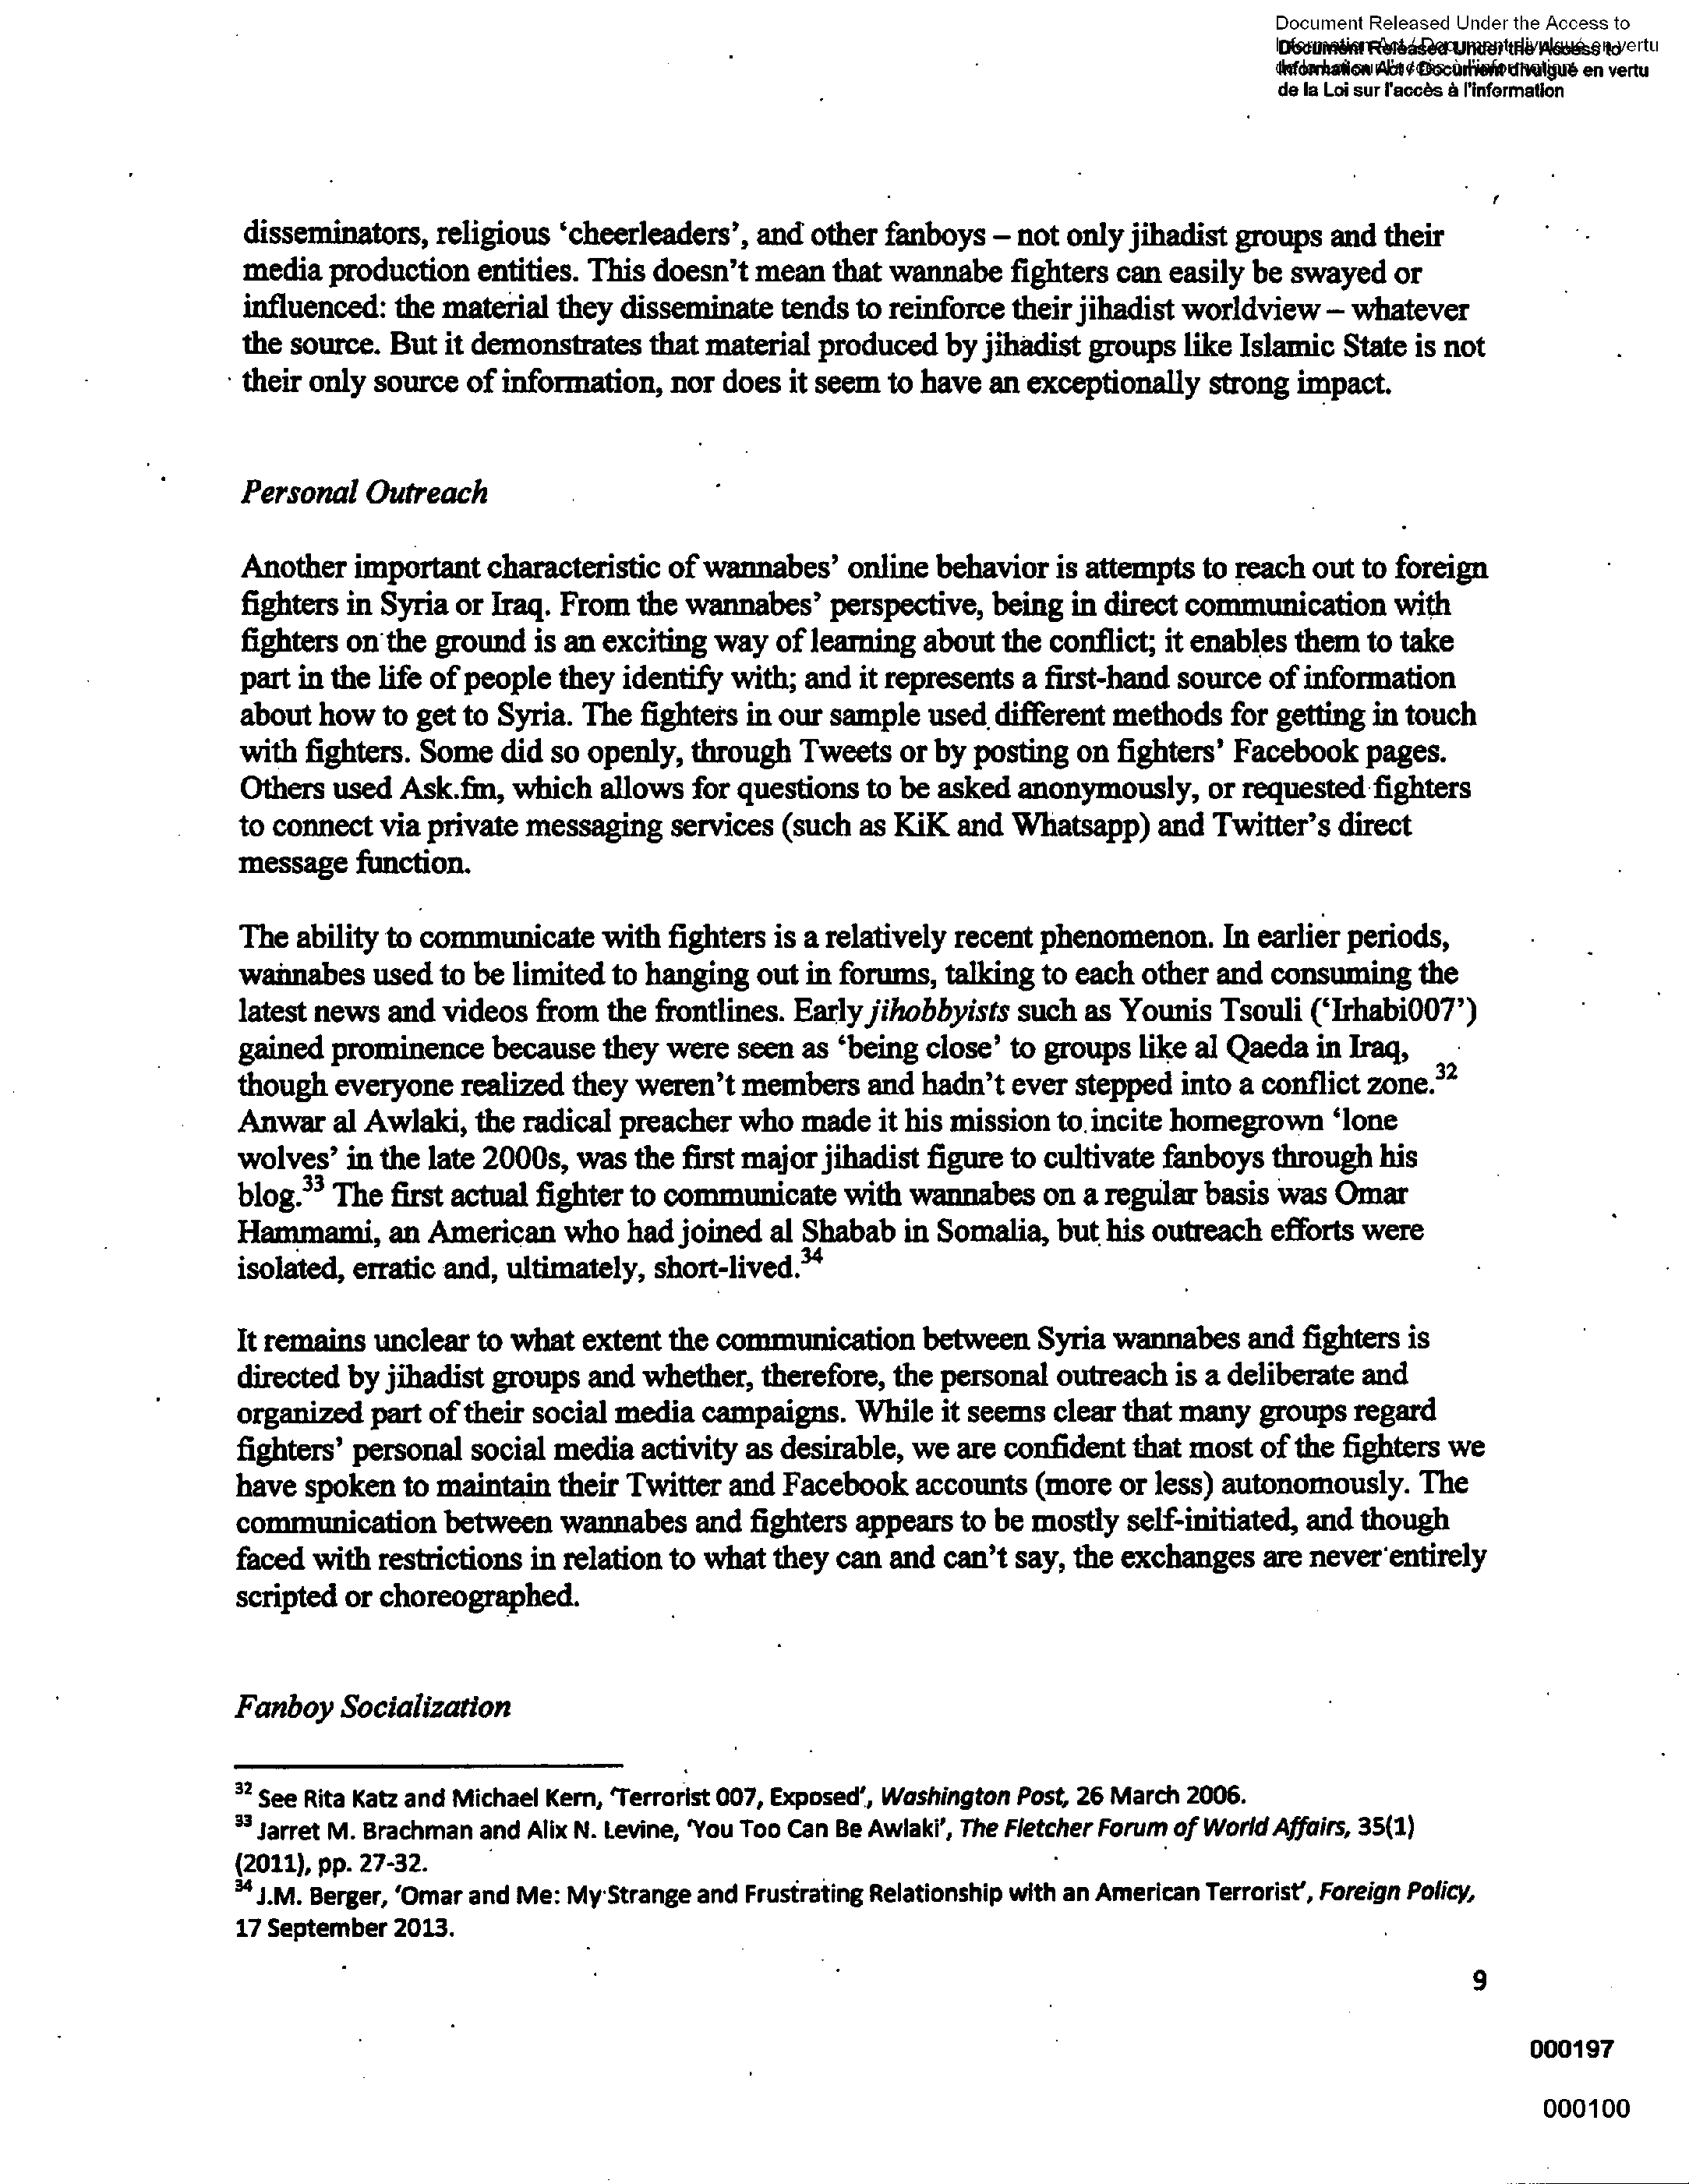 Document Released Under the Access to
Document Released Under the Access to
Information Act / Document divulgué en vertu
de la Loi sur l'accès à l'information
disseminators, religious ‘cheerleaders’, and other fanboys – not only jihadist groups and their
media production entities. This doesn’t mean that wannabe fighters can easily be swayed or
influenced: the material they disseminate tends to reinforce their jihadist worldview – whatever
the source. But it demonstrates that material produced by jihadist groups like Islamic State is not
their only source of information, nor does it seem to have an exceptionally strong impact.
Personal Outreach
Another important characteristic of wannabes’ online behavior is attempts to reach out to foreign
fighters in Syria or Iraq. From the wannabes’ perspective, being in direct communication with
fighters on the ground is an exciting way of learning about the conflict; it enables them to take
part in the life of people they identify with; and it represents a first-hand source of information
about how to get to Syria. The fighters in our sample used different methods for getting in touch
with fighters. Some did so openly, through Tweets or by posting on fighters’ Facebook pages.
Others used Ask.fm, which allows for questions to be asked anonymously, or requested fighters
to connect via private messaging services (such as KiK and Whatsapp) and Twitter’s direct
message function.
The ability to communicate with fighters is a relatively recent phenomenon. In earlier periods,
wannabes used to be limited to hanging out in forums, talking to each other and consuming the
latest news and videos from the frontlines. Early jihobbyists such as Younis Tsouli (‘Irhabi007’)
gained prominence because they were seen as ‘being close’ to groups like al Qaeda in Iraq,
though everyone realized they weren’t members and hadn’t ever stepped into a conflict zone.32
Anwar al Awlaki, the radical preacher who made it his mission to incite homegrown ‘lone
wolves’ in the late 2000s, was the first major jihadist figure to cultivate fanboys through his
blog.33 The first actual fighter to communicate with wannabes on a regular basis was Omar
Hammami, an American who had joined al Shabab in Somalia, but his outreach efforts were
isolated, erratic and, ultimately, short-lived.34
It remains unclear to what extent the communication between Syria wannabes and fighters is
directed by jihadist groups and whether, therefore, the personal outreach is a deliberate and
organized part of their social media campaigns. While it seems clear that many groups regard
fighters’ personal social media activity as desirable, we are confident that most of the fighters we
have spoken to maintain their Twitter and Facebook accounts (more or less) autonomously. The
communication between wannabes and fighters appears to be mostly self-initiated, and though
faced with restrictions in relation to what they can and can’t say, the exchanges are never entirely
scripted or choreographed.
Fanboy Socialization
32 See Rita Katz and Michael Kern, ‘Terrorist 007, Exposed’, Washington Post, 26 March 2006.
33 Jarret M. Brachman and Alix N. Levine, ‘You Too Can Be Awlaki’, The Fletcher Forum of World Affairs, 35(1)
(2011), pp. 27-32.
34 J.M. Berger, ‘Omar and Me: My Strange and Frustrating Relationship with an American Terrorist’, Foreign Policy,
17 September 2013.
9
000197
000100